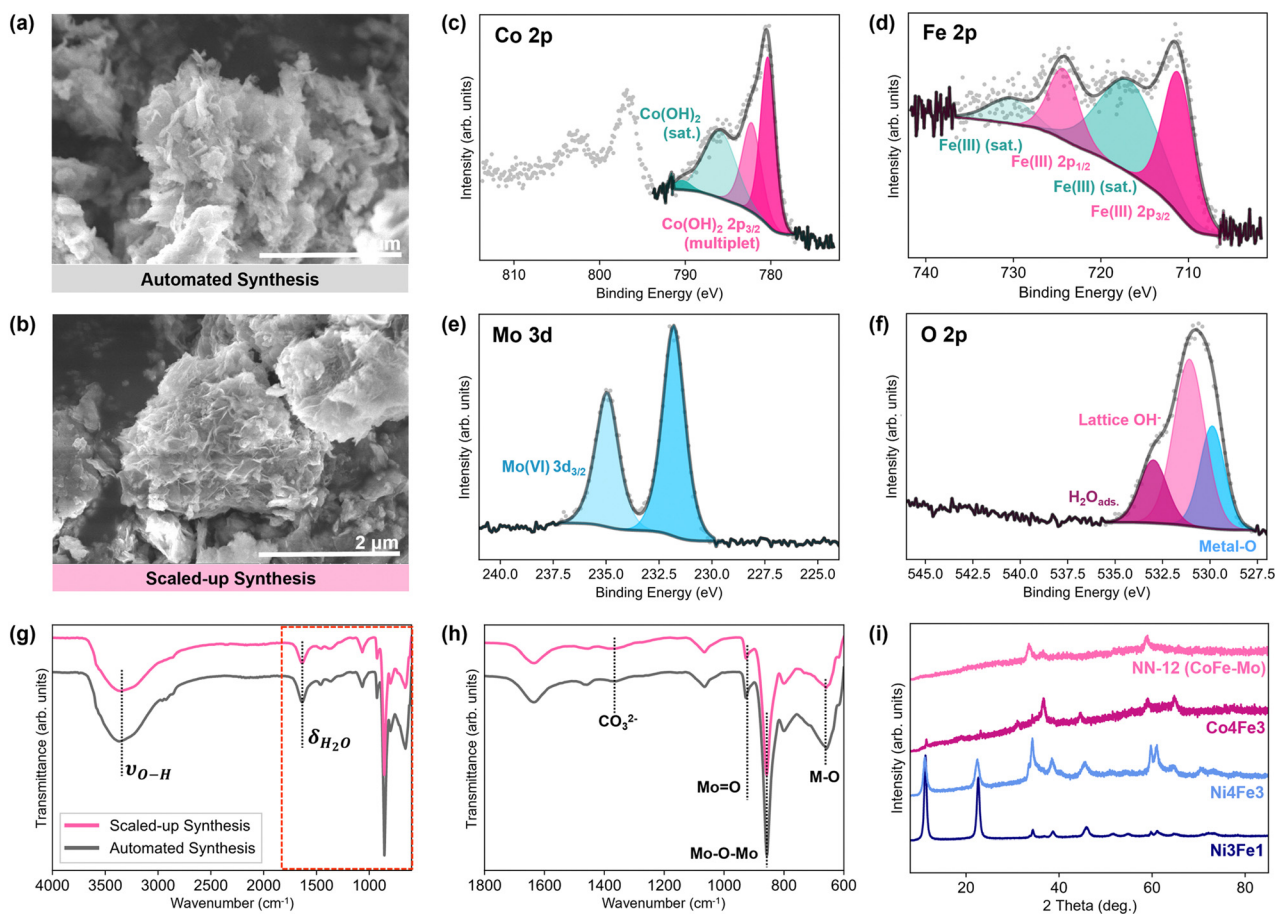 (a)
Automated Synthesis
(b)
2 μm
Scaled-up Synthesis
(c)
Co 2p
Co(OH)₂
(sat.)
Co(OH)₂ 2p₃/₂
(multiplet)
Intensity (arb. units)
810 800 790 780
Binding Energy (eV)
(d)
Fe 2p
Fe(III) (sat.)
Fe(III) 2p₁/₂
Fe(III) (sat.)
Fe(III) 2p₃/₂
Intensity (arb. units)
740 730 720 710
Binding Energy (eV)
(e)
Mo 3d
Mo(VI) 3d₃/₂
Intensity (arb. units)
240.0 237.5 235.0 232.5 230.0 227.5 225.0
Binding Energy (eV)
(f)
O 2p
Lattice OH⁻
H₂Oads.
Metal-O
Intensity (arb. units)
545.0 542.5 540.0 537.5 535.0 532.5 530.0 527.5
Binding Energy (eV)
(g)
υO−H
δH₂O
Scaled-up Synthesis
Automated Synthesis
Transmittance (arb. units)
4000 3500 3000 2500 2000 1500 1000
Wavenumber (cm⁻¹)
(h)
CO₃²⁻
Mo=O
M-O
Mo-O-Mo
Transmittance (arb. units)
1800 1600 1400 1200 1000 800 600
Wavenumber (cm⁻¹)
(i)
NN-12 (CoFe-Mo)
Co4Fe3
Ni4Fe3
Ni3Fe1
Intensity (arb. units)
20 40 60 80
2 Theta (deg.)